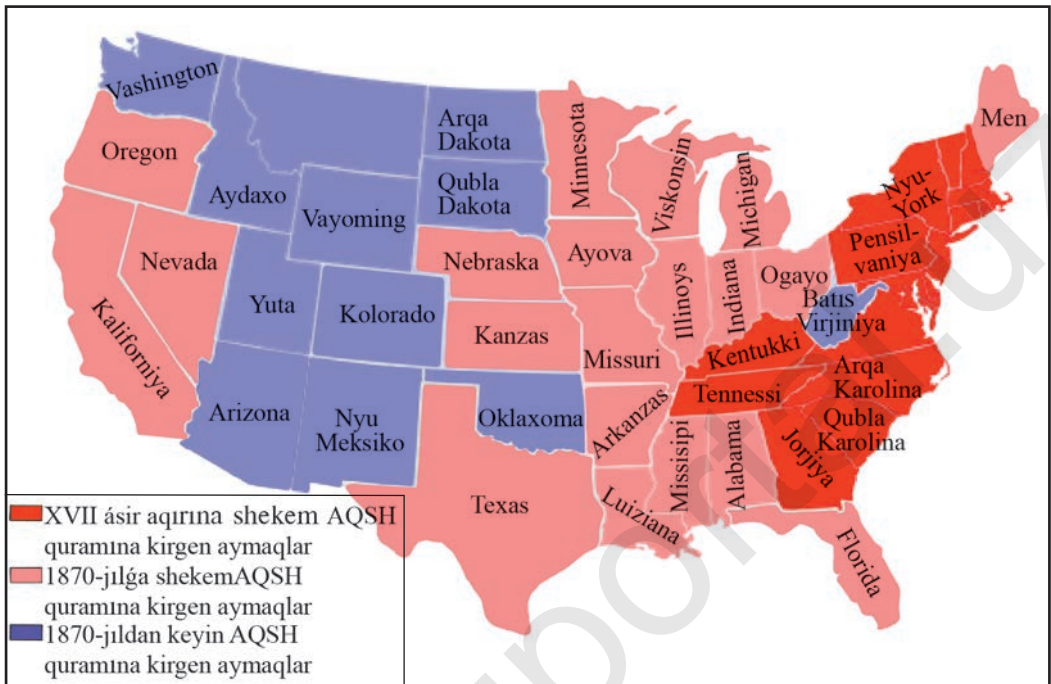 Vashington
Oregon
Aydaxo
Nevada
Kaliforniya
Arqa
Dakota
Qubla
Dakota
Vayoming
Nebraska
Yuta
Kolorado
Kanzas
Arizona
Nyu
Meksiko
Oklaxoma
Texas
Minnesota
Viskonsin
Michigan
Ayova
Illinoys
Indiana
Ogayo
Missuri
Kentukki
Tennessi
Arkanzas
Missisipi
Alabama
Luiziana
Jorjiya
Florida
Men
Nyu-
York
Pensil-
vaniya
Batıs
Virjiniya
Arqa
Karolina
Qubla
Karolina
XVII ásir aqırına shekem AQSH
quramına kirgen aymaqlar
1870-jılǵa shekemAQSH
quramına kirgen aymaqlar
1870-jıldan keyin AQSH
quramına kirgen aymaqlar